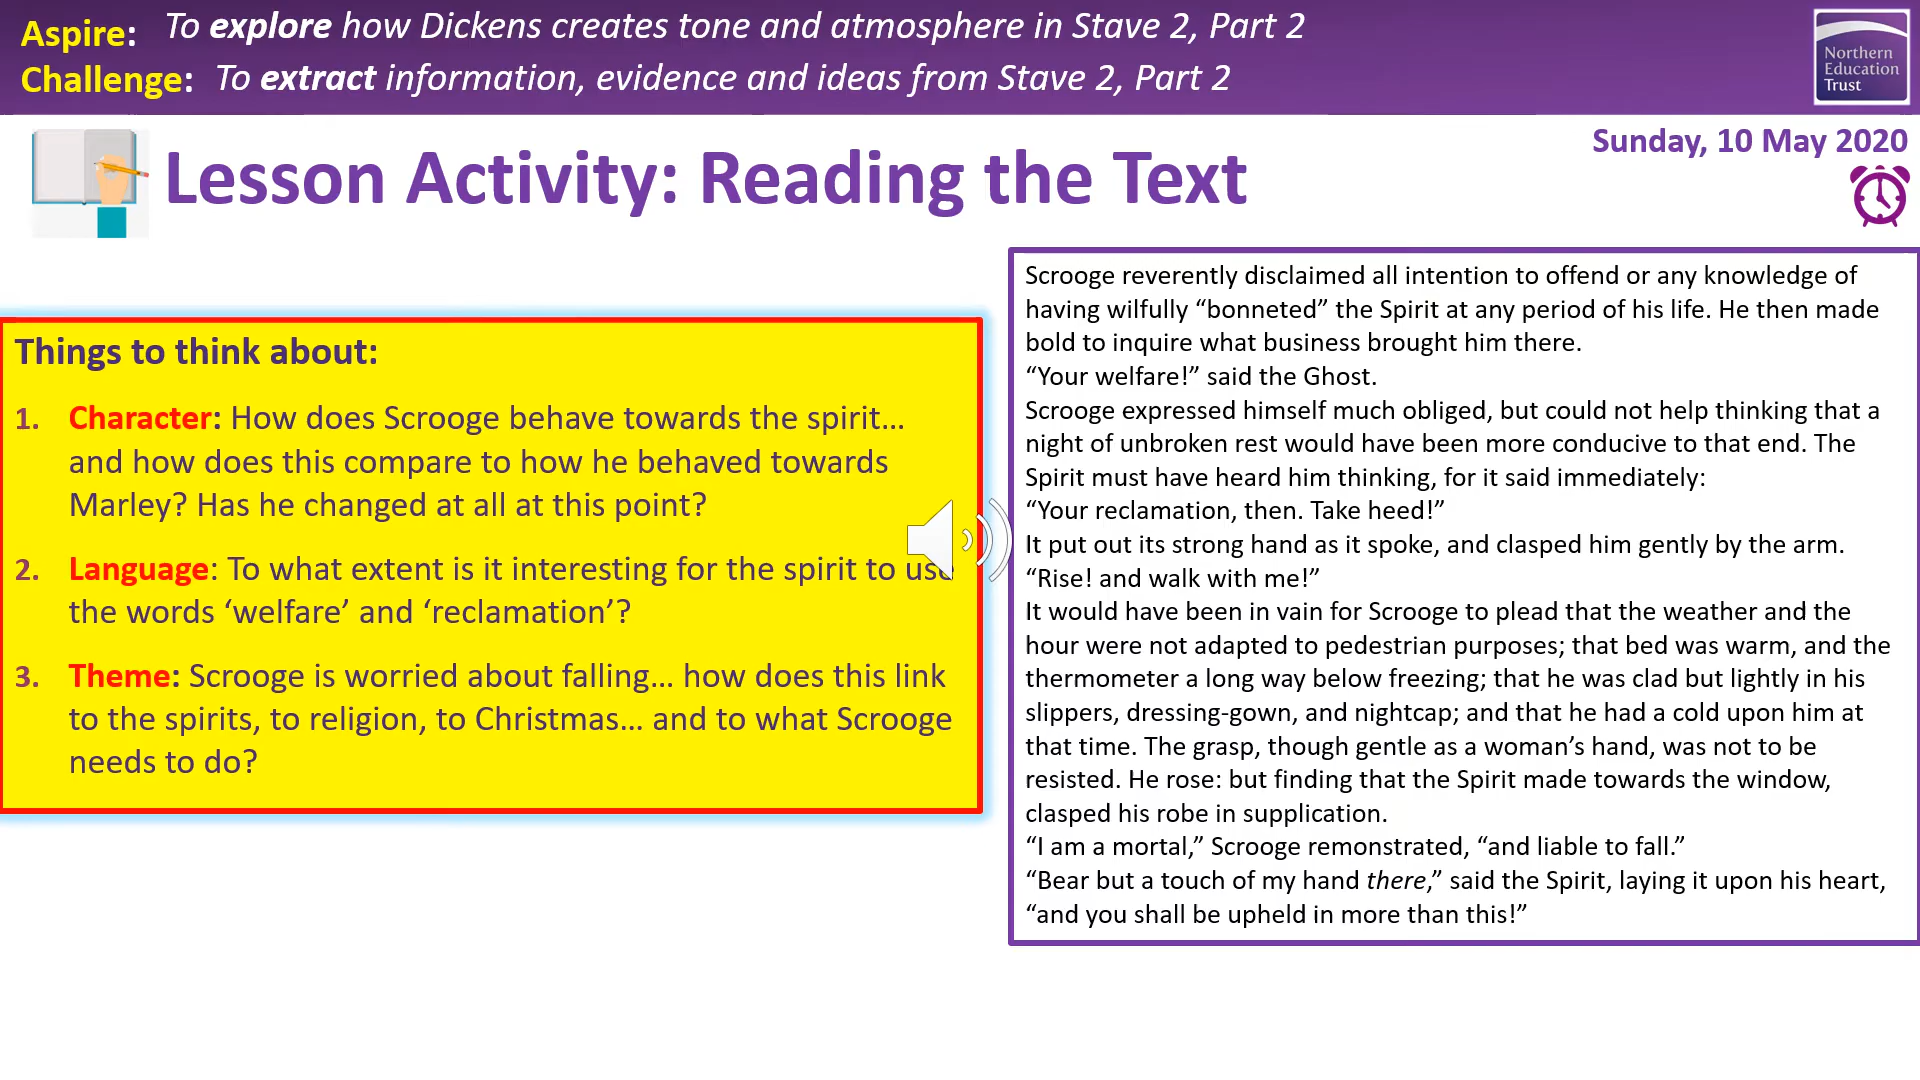 Aspire: To explore how Dickens creates tone and atmosphere in Stave 2, Part 2
Challenge: To extract information, evidence and ideas from Stave 2, Part 2
Northern
Education
Trust
Sunday, 10 May 2020
Lesson Activity: Reading the Text
Things to think about:
1. Character: How does Scrooge behave towards the spirit…
and how does this compare to how he behaved towards
Marley? Has he changed at all at this point?
2. Language: To what extent is it interesting for the spirit to use
the words ‘welfare’ and ‘reclamation’?
3. Theme: Scrooge is worried about falling… how does this link
to the spirits, to religion, to Christmas… and to what Scrooge
needs to do?
Scrooge reverently disclaimed all intention to offend or any knowledge of
having wilfully “bonneted” the Spirit at any period of his life. He then made
bold to inquire what business brought him there.
“Your welfare!” said the Ghost.
Scrooge expressed himself much obliged, but could not help thinking that a
night of unbroken rest would have been more conducive to that end. The
Spirit must have heard him thinking, for it said immediately:
“Your reclamation, then. Take heed!”
It put out its strong hand as it spoke, and clasped him gently by the arm.
“Rise! and walk with me!”
It would have been in vain for Scrooge to plead that the weather and the
hour were not adapted to pedestrian purposes; that bed was warm, and the
thermometer a long way below freezing; that he was clad but lightly in his
slippers, dressing-gown, and nightcap; and that he had a cold upon him at
that time. The grasp, though gentle as a woman’s hand, was not to be
resisted. He rose: but finding that the Spirit made towards the window,
clasped his robe in supplication.
“I am a mortal,” Scrooge remonstrated, “and liable to fall.”
“Bear but a touch of my hand there,” said the Spirit, laying it upon his heart,
“and you shall be upheld in more than this!”